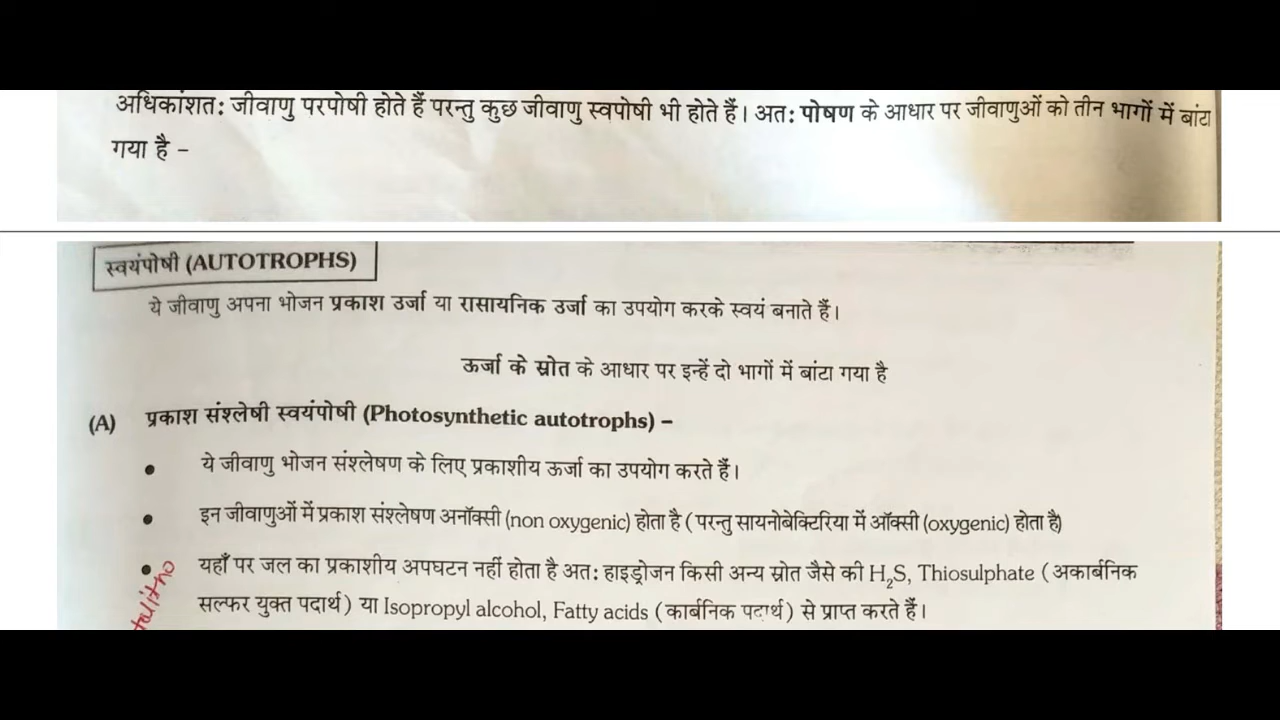 अधिकांशत: जीवाणु परपोषी होते हैं परन्तु कुछ जीवाणु स्वपोषी भी होते हैं। अत: पोषण के आधार पर जीवाणुओं को तीन भागों में बांटा
गया है –
स्वयंपोषी (AUTOTROPHS)
ये जीवाणु अपना भोजन प्रकाश उर्जा या रासायनिक उर्जा का उपयोग करके स्वयं बनाते हैं।
ऊर्जा के स्रोत के आधार पर इन्हें दो भागों में बांटा गया है
(A) प्रकाश संश्लेषी स्वयंपोषी (Photosynthetic autotrophs) –
• ये जीवाणु भोजन संश्लेषण के लिए प्रकाशीय ऊर्जा का उपयोग करते हैं।
• इन जीवाणुओं में प्रकाश संश्लेषण अनॉक्सी (non oxygenic) होता है ( परन्तु सायनोबेक्टिरिया में ऑक्सी (oxygenic) होता है)
• यहाँ पर जल का प्रकाशीय अपघटन नहीं होता है अत: हाइड्रोजन किसी अन्य स्रोत जैसे की H₂S, Thiosulphate ( अकार्बनिक
सल्फर युक्त पदार्थ ) या Isopropyl alcohol, Fatty acids ( कार्बनिक पदार्थ ) से प्राप्त करते हैं।